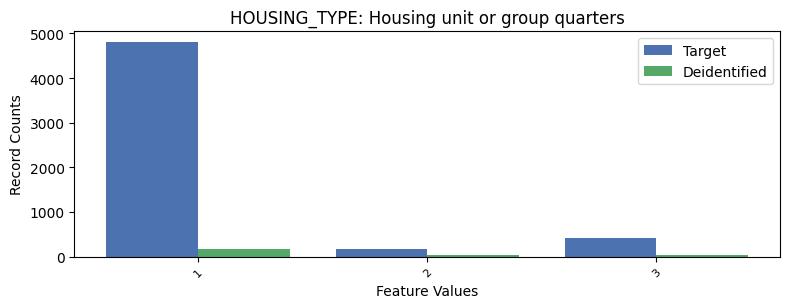 HOUSING_TYPE: Housing unit or group quarters
Target
Deidentified
Record Counts
5000
4000
3000
2000
1000
0
1
2
3
Feature Values